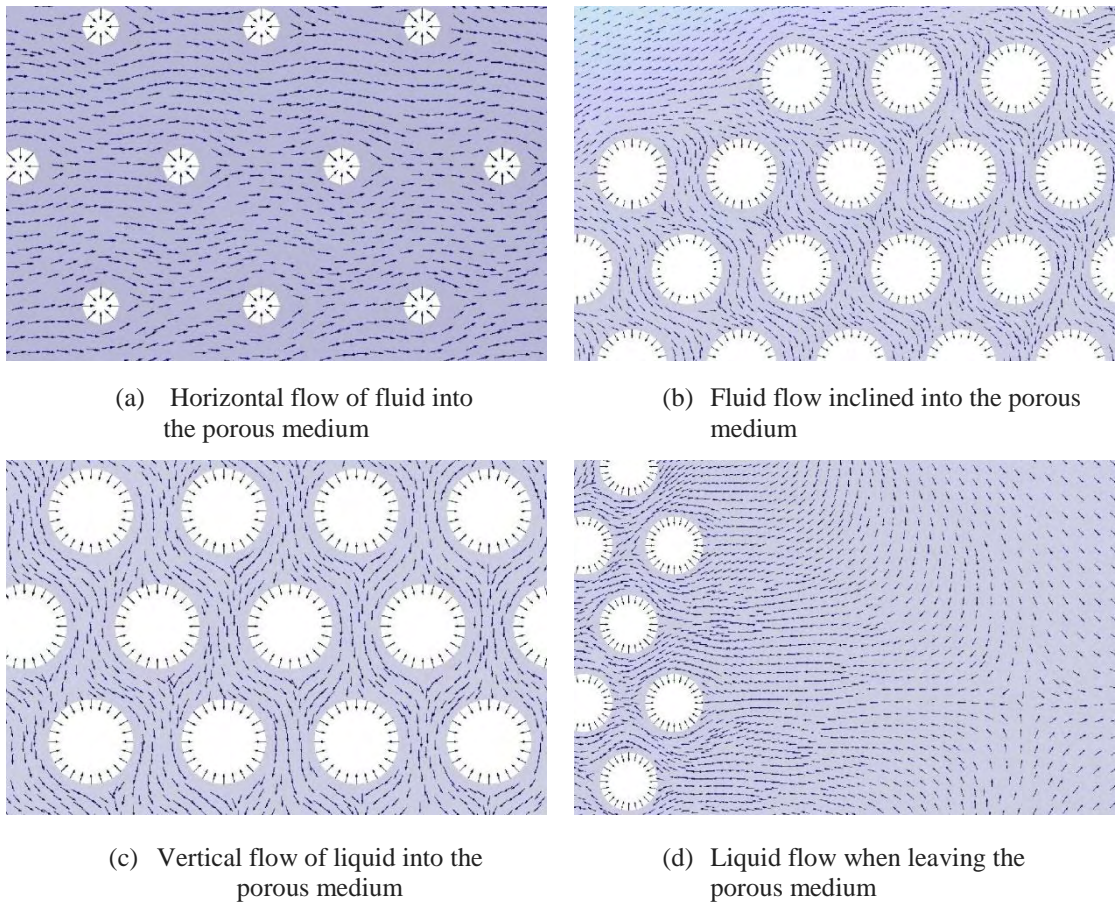 (a) Horizontal flow of fluid into
the porous medium
(b) Fluid flow inclined into the porous
medium
(c) Vertical flow of liquid into the
porous medium
(d) Liquid flow when leaving the
porous medium